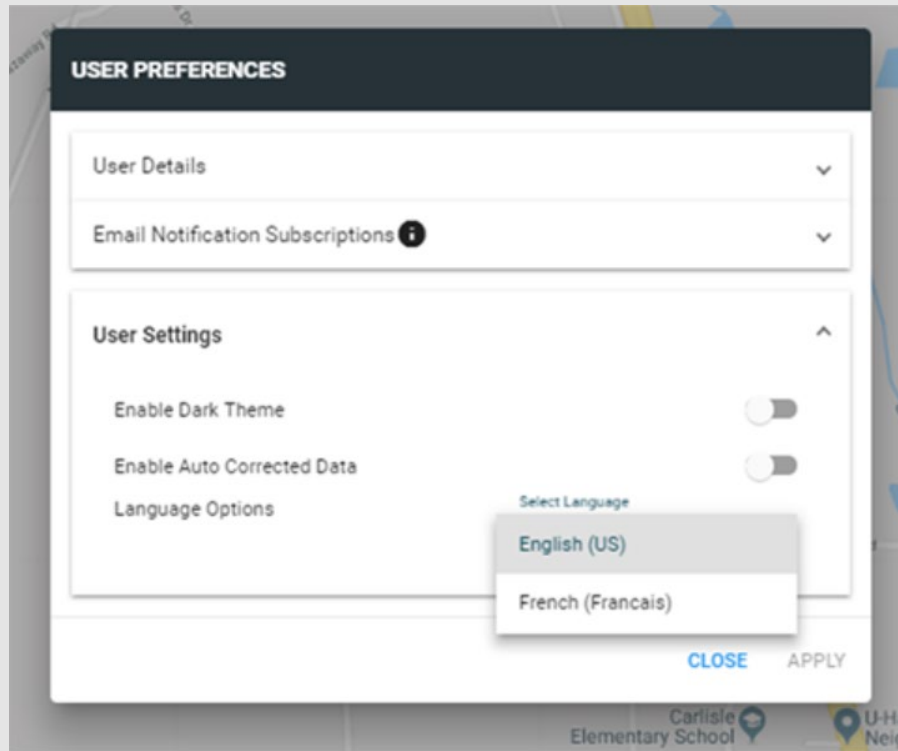 USER PREFERENCES
User Details
Email Notification Subscriptions
User Settings
Enable Dark Theme
Enable Auto Corrected Data
Language Options
Select Language
English (US)
French (Francais)
CLOSE APPLY
Carlisle
Elementary School